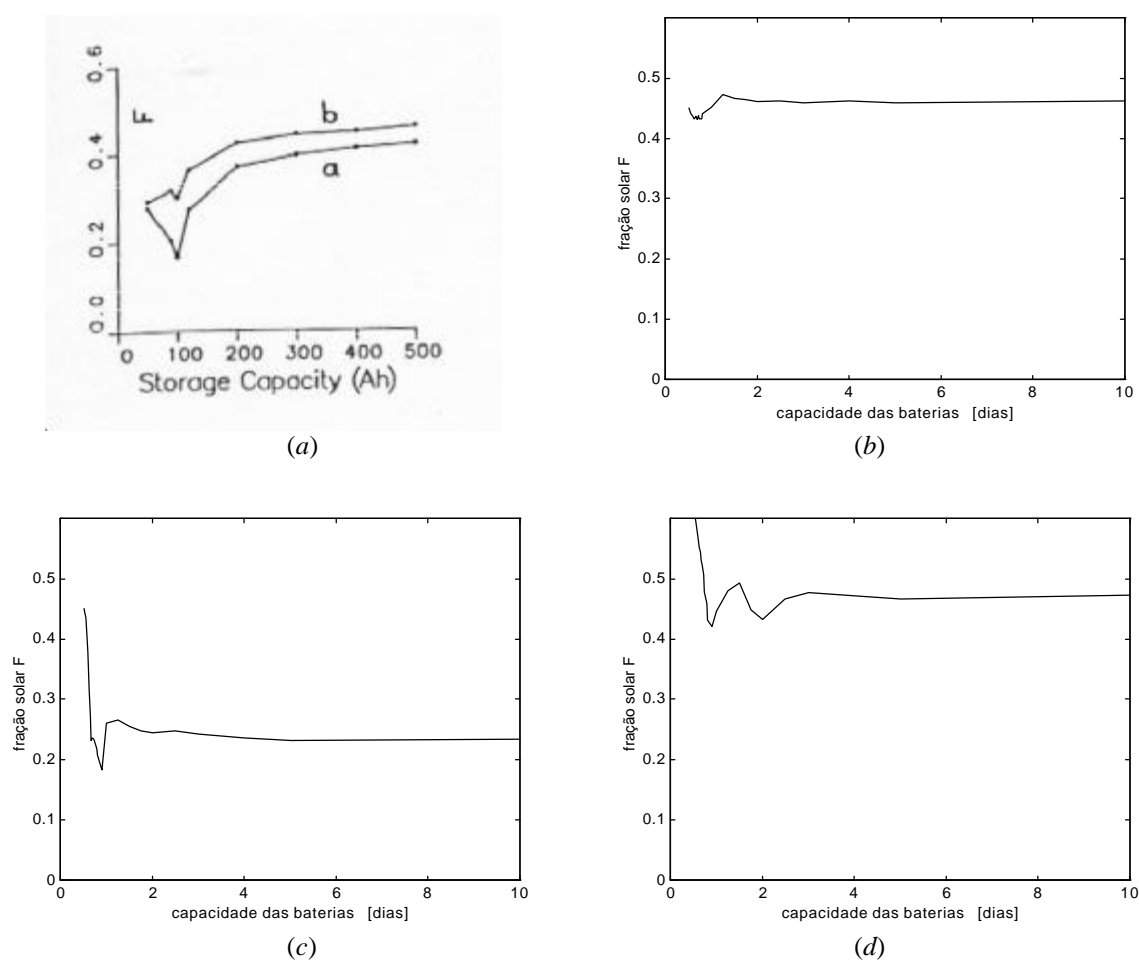 0.6
0.4
0.2
0.0
F
b
a
0 100 200 300 400 500
Storage Capacity (Ah)
(a)
0.5
0.4
0.3
0.2
0.1
0
fração solar F
0 2 4 6 8 10
capacidade das baterias [dias]
(b)
0.5
0.4
0.3
0.2
0.1
0
fração solar F
0 2 4 6 8 10
capacidade das baterias [dias]
(c)
0.5
0.4
0.3
0.2
0.1
0
fração solar F
0 2 4 6 8 10
capacidade das baterias [dias]
(d)